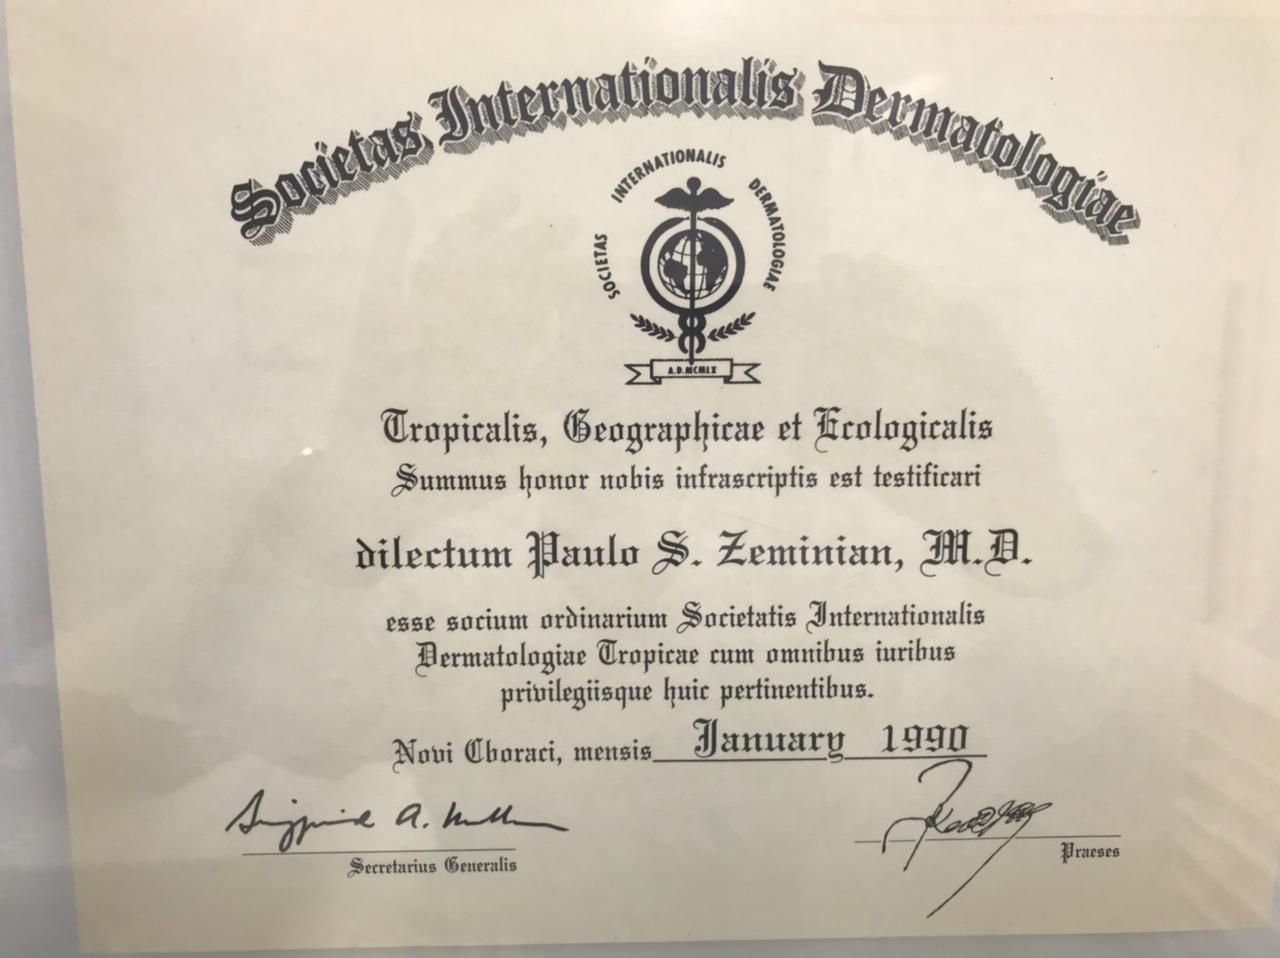 Societas Internationalis Dermatologiae
SOCIETAS INTERNATIONALIS DERMATOLOGIAE
A.D.MCMLX
Tropicalis, Geographicae et Ecologicalis
Summus honor nobis infrascriptis est testificari
dilectum Paulo S. Zeminian, M.D.
esse socium ordinarium Societatis Internationalis
Dermatologiae Tropicae cum omnibus iuribus
privilegiisque huic pertinentibus.
Novi Eboraci, mensis January 1990
Secretarius Generalis
Praeses